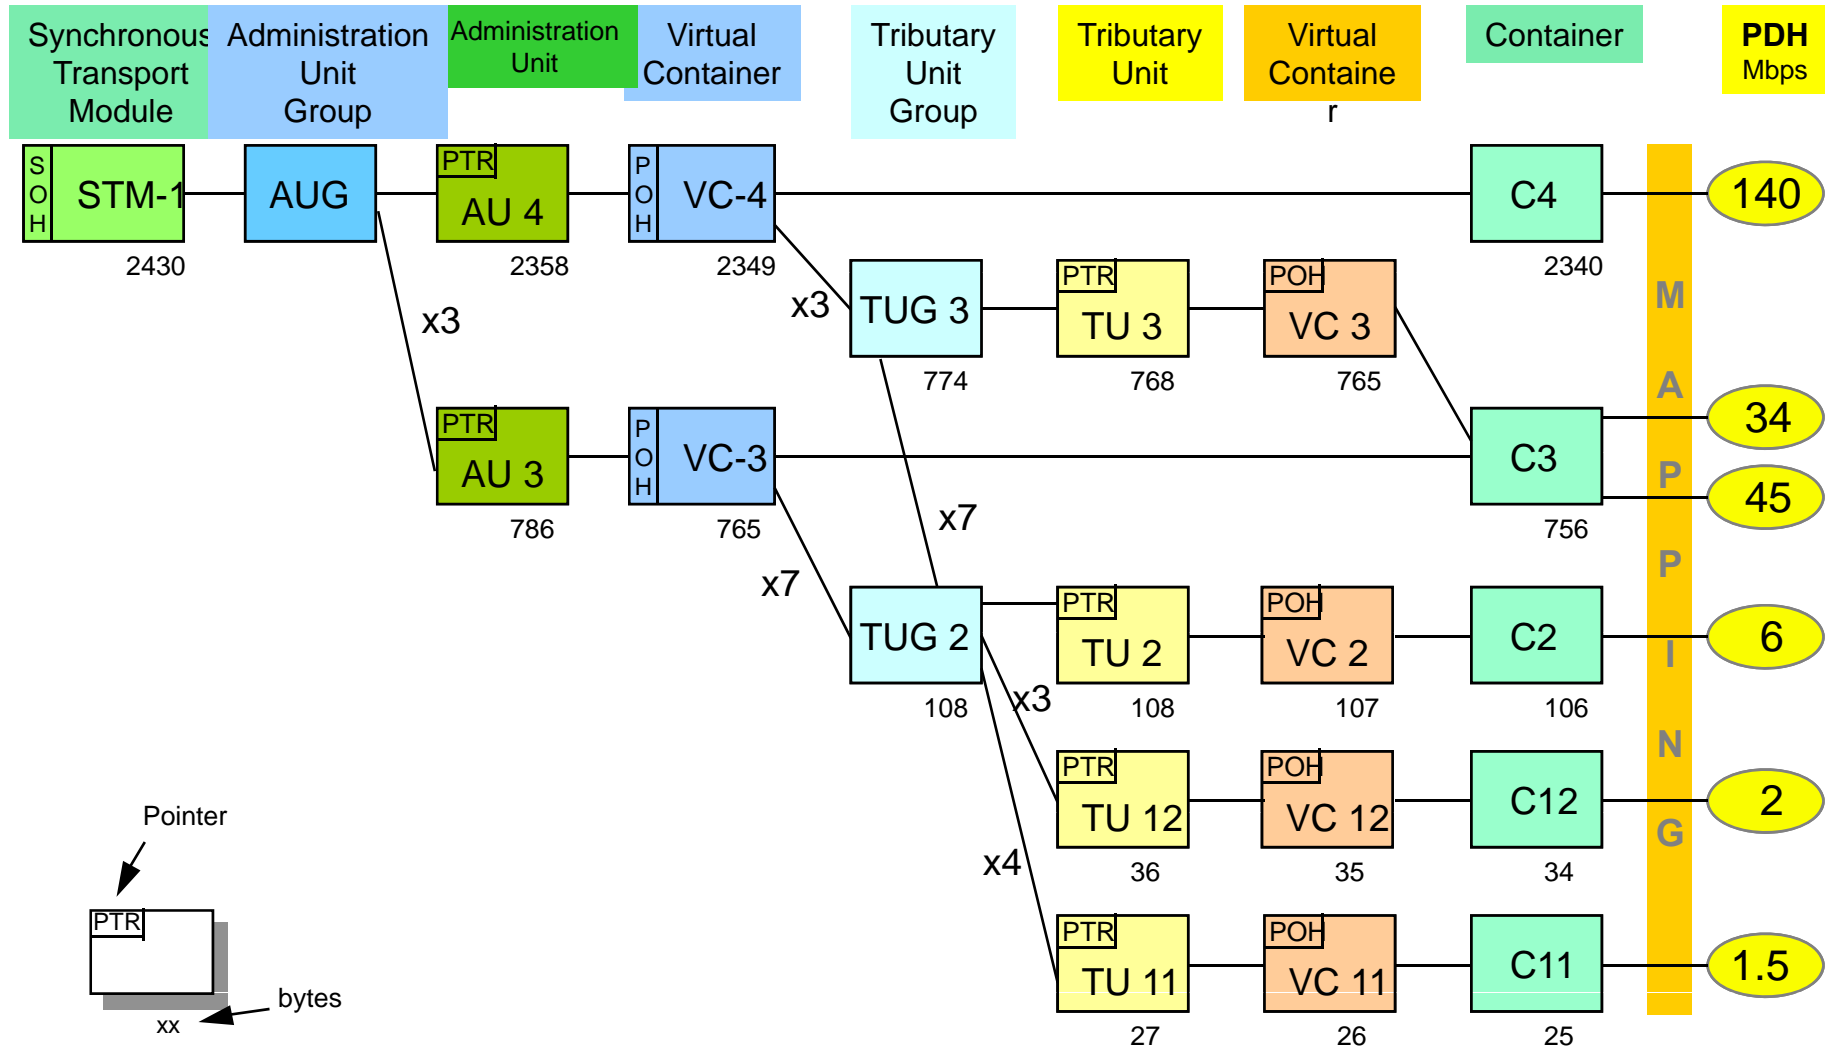 Synchronous
Transport
Module
Administration
Unit
Group
Administration
Unit
Virtual
Container
Tributary
Unit
Group
Tributary
Unit
Virtual
Containe
r
Container
PDH
Mbps
SOH
STM-1
2430
AUG
PTR
AU 4
2358
POH
VC-4
2349
C4
2340
140
x3
x3
TUG 3
774
PTR
TU 3
768
POH
VC 3
765
PTR
AU 3
786
POH
VC-3
765
C3
756
34
45
x7
x7
TUG 2
108
PTR
TU 2
108
POH
VC 2
107
C2
106
6
x3
PTR
TU 12
36
POH
VC 12
35
C12
34
2
x4
PTR
TU 11
27
POH
VC 11
26
C11
25
1.5
MAPPING
Pointer
PTR
bytes
xx